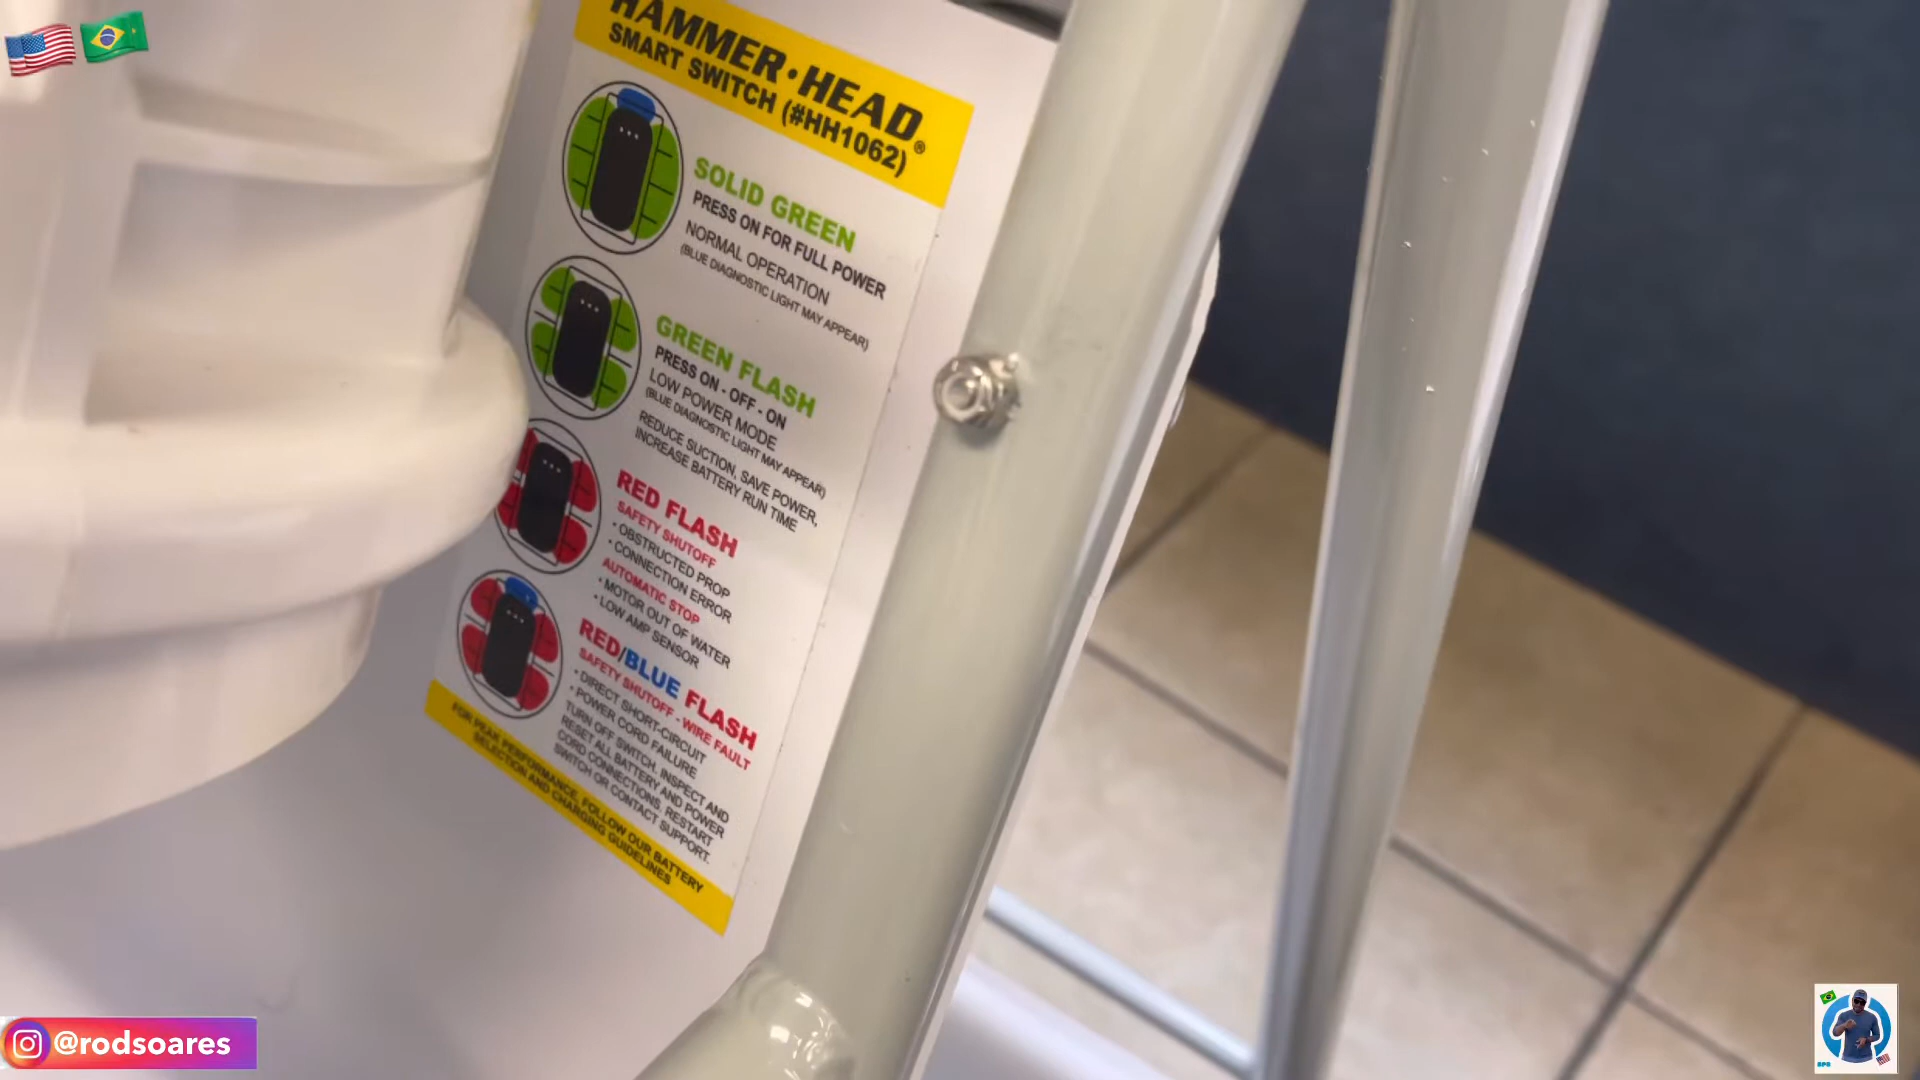 HAMMER·HEAD®
SMART SWITCH (#HH1062)
SOLID GREEN
PRESS ON FOR FULL POWER
NORMAL OPERATION
(BLUE DIAGNOSTIC LIGHT MAY APPEAR)
GREEN FLASH
PRESS ON - OFF - ON
LOW POWER MODE
(BLUE DIAGNOSTIC LIGHT MAY APPEAR)
REDUCE SUCTION, SAVE POWER,
INCREASE BATTERY RUN TIME
RED FLASH
SAFETY SHUTOFF
• OBSTRUCTED PROP
• CONNECTION ERROR
AUTOMATIC STOP
• MOTOR OUT OF WATER
• LOW AMP SENSOR
RED/BLUE FLASH
SAFETY SHUTOFF - WIRE FAULT
• DIRECT SHORT-CIRCUIT
• POWER CORD FAILURE
TURN OFF SWITCH, INSPECT AND
RESET ALL BATTERY AND POWER
CORD CONNECTIONS. RESTART
SWITCH OR CONTACT SUPPORT.
FOR PEAK PERFORMANCE, FOLLOW OUR BATTERY
SELECTION AND CHARGING GUIDELINES
@rodsoares